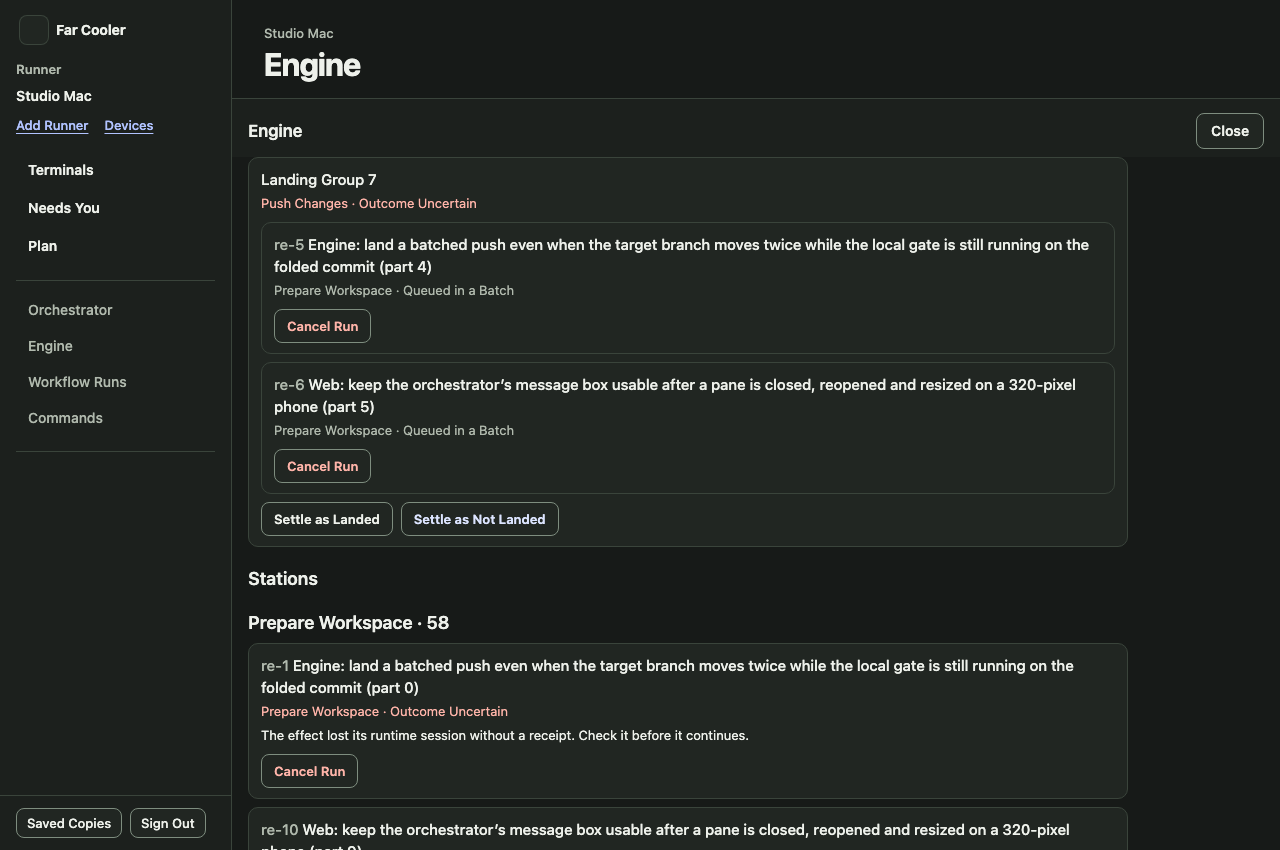 Far Cooler
Runner
Studio Mac
Add Runner
Devices
Terminals
Needs You
Plan
Orchestrator
Engine
Workflow Runs
Commands
Saved Copies
Sign Out
Studio Mac
Engine
Engine
Close
Landing Group 7
Push Changes · Outcome Uncertain
re-5 Engine: land a batched push even when the target branch moves twice while the local gate is still running on the
folded commit (part 4)
Prepare Workspace · Queued in a Batch
Cancel Run
re-6 Web: keep the orchestrator’s message box usable after a pane is closed, reopened and resized on a 320-pixel
phone (part 5)
Prepare Workspace · Queued in a Batch
Cancel Run
Settle as Landed
Settle as Not Landed
Stations
Prepare Workspace · 58
re-1 Engine: land a batched push even when the target branch moves twice while the local gate is still running on the
folded commit (part 0)
Prepare Workspace · Outcome Uncertain
The effect lost its runtime session without a receipt. Check it before it continues.
Cancel Run
re-10 Web: keep the orchestrator’s message box usable after a pane is closed, reopened and resized on a 320-pixel
phone (part 9)